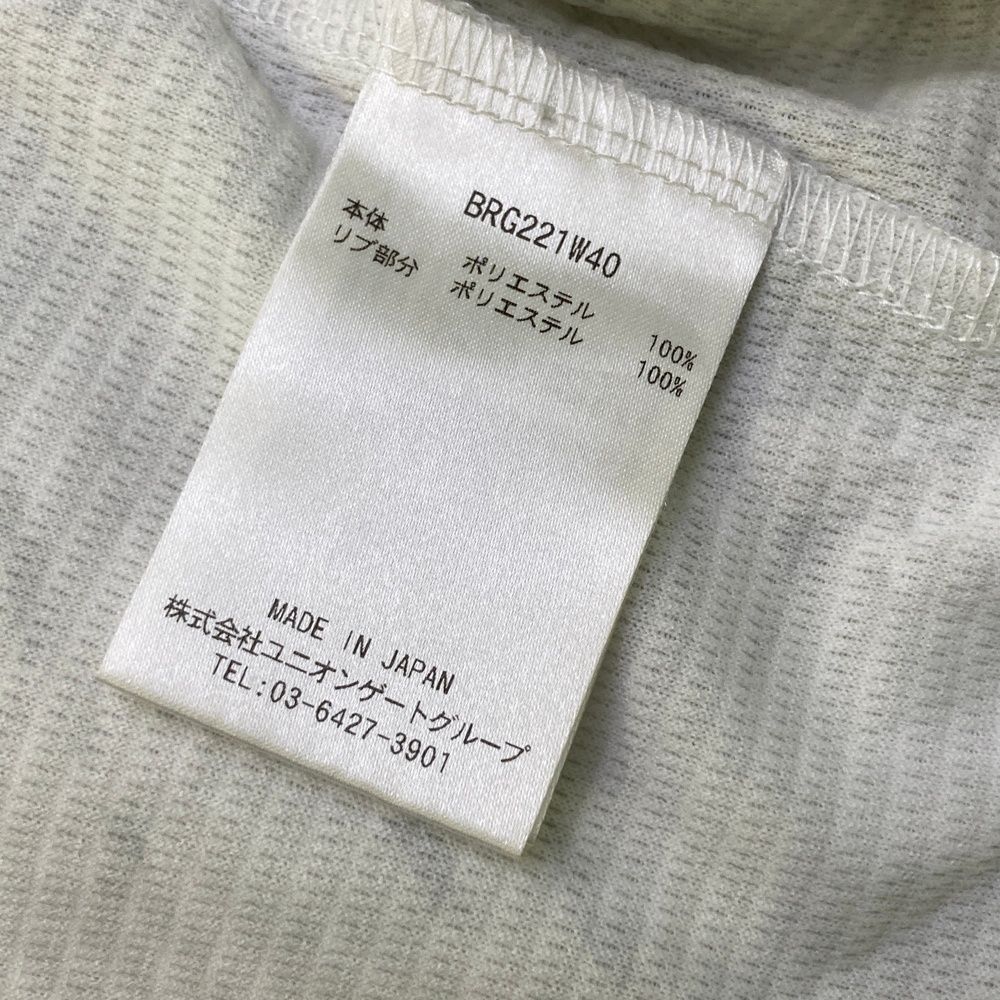 BRG221W40
本体 ポリエステル 100%
リブ部分 ポリエステル 100%
MADE IN JAPAN
株式会社ユニオンゲートグループ
TEL:03-6427-3901